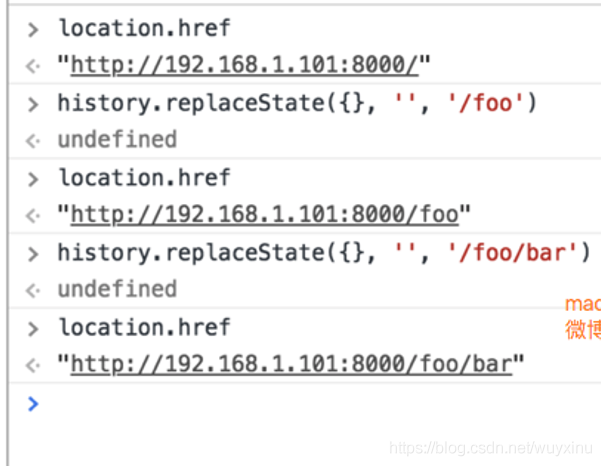 > location.href
<· "http://192.168.1.101:8000/"
> history.replaceState({}, '', '/foo')
<· undefined
> location.href
<· "http://192.168.1.101:8000/foo"
> history.replaceState({}, '', '/foo/bar')
<· undefined
> location.href
<· "http://192.168.1.101:8000/foo/bar"
>
微博
https://blog.csdn.net/wuyxinu